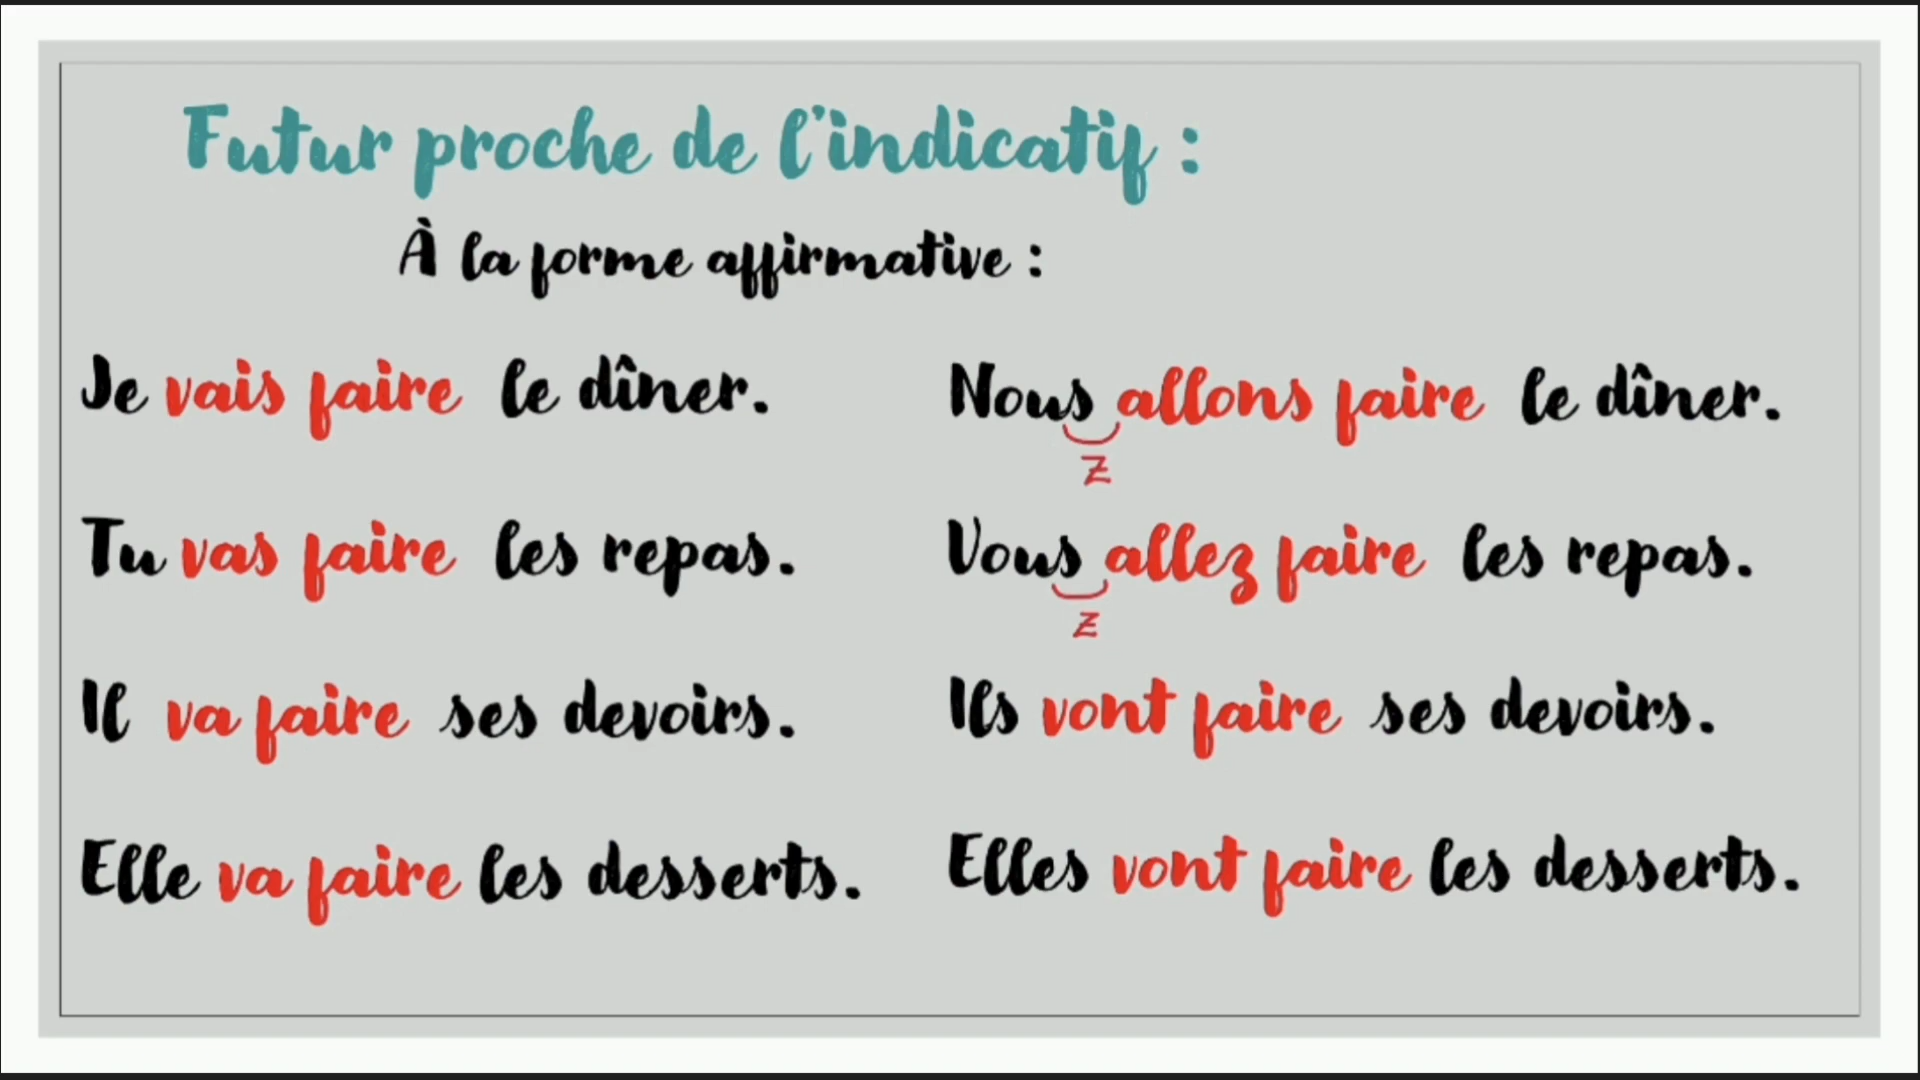 Futur proche de l'indicatif :
À la forme affirmative :
Je vais faire le dîner.
Tu vas faire les repas.
Il va faire ses devoirs.
Elle va faire les desserts.
Nous allons faire le dîner.
Z
Vous allez faire les repas.
Z
Ils vont faire ses devoirs.
Elles vont faire les desserts.